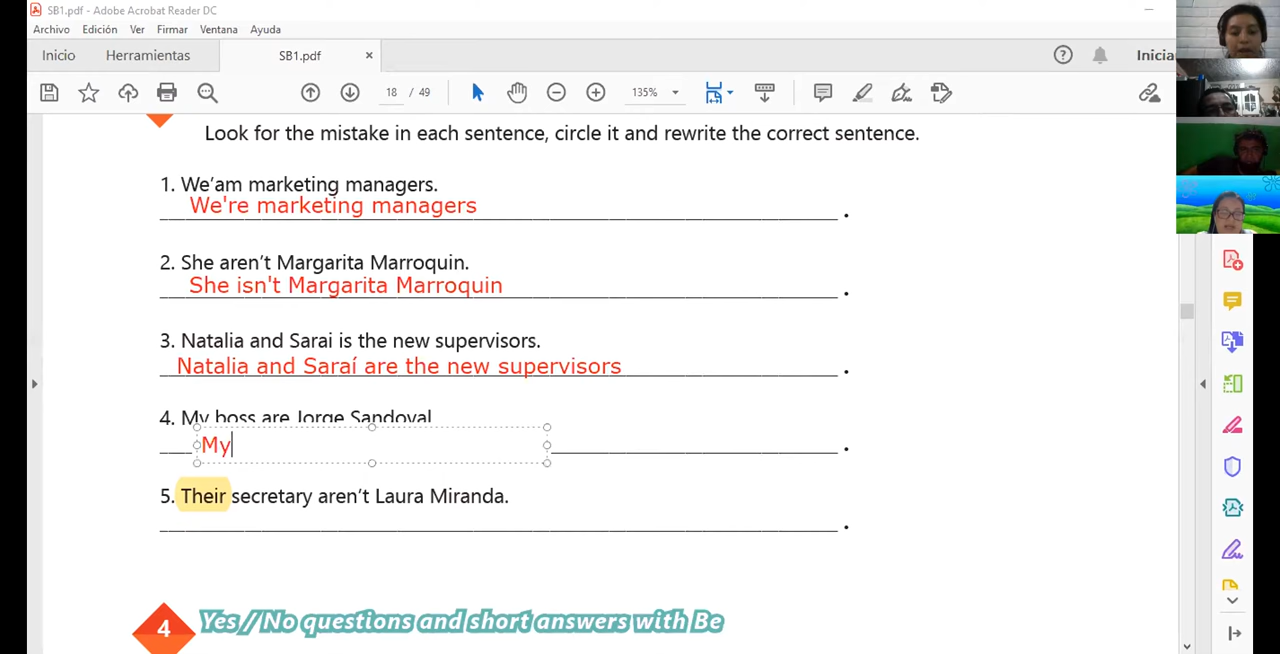 SB1.pdf - Adobe Acrobat Reader DC
Archivo Edición Ver Firmar Ventana Ayuda
Inicio Herramientas SB1.pdf × Inicia
18 / 49 135%
Look for the mistake in each sentence, circle it and rewrite the correct sentence.
1. We'am marketing managers.
We're marketing managers .
2. She aren't Margarita Marroquin.
She isn't Margarita Marroquin .
3. Natalia and Sarai is the new supervisors.
Natalia and Saraí are the new supervisors .
4. My boss are Jorge Sandoval
My .
5. Their secretary aren't Laura Miranda.
.
4 Yes//No questions and short answers with Be